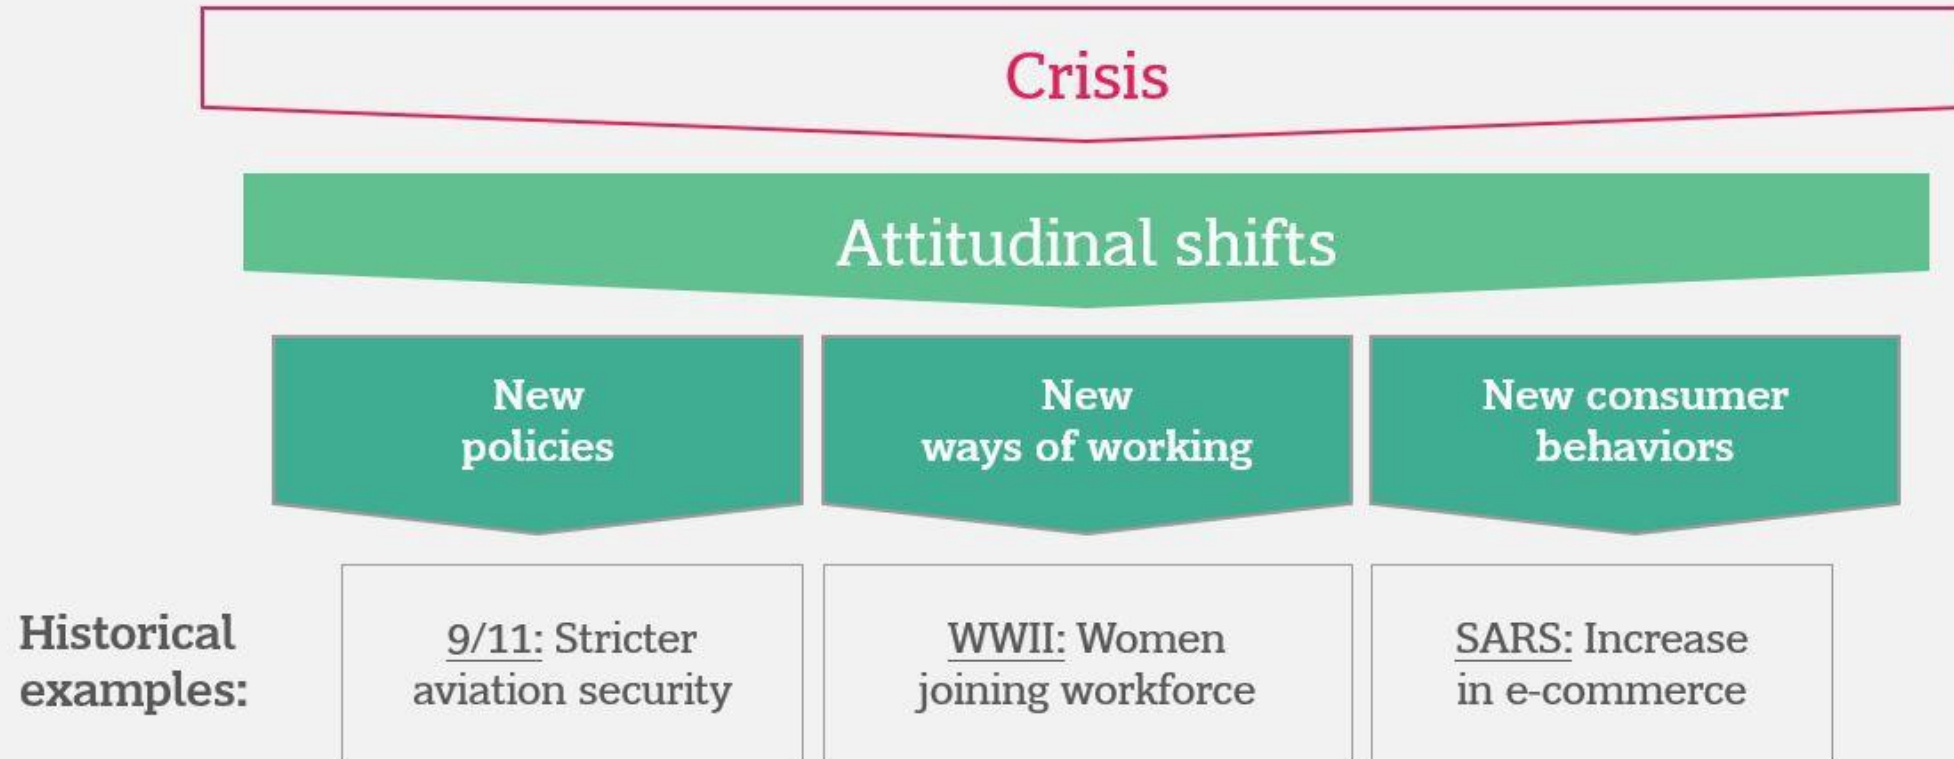 Crisis
Attitudinal shifts
New
policies
New
ways of working
New consumer
behaviors
Historical
examples:
9/11: Stricter
aviation security
WWII: Women
joining workforce
SARS: Increase
in e-commerce